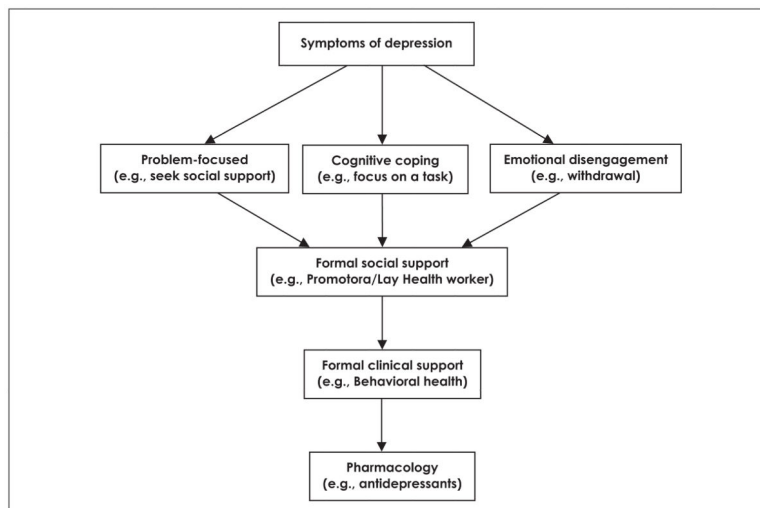 Symptoms of depression
Problem-focused
(e.g., seek social support)
Cognitive coping
(e.g., focus on a task)
Emotional disengagement
(e.g., withdrawal)
Formal social support
(e.g., Promotora/Lay Health worker)
Formal clinical support
(e.g., Behavioral health)
Pharmacology
(e.g., antidepressants)